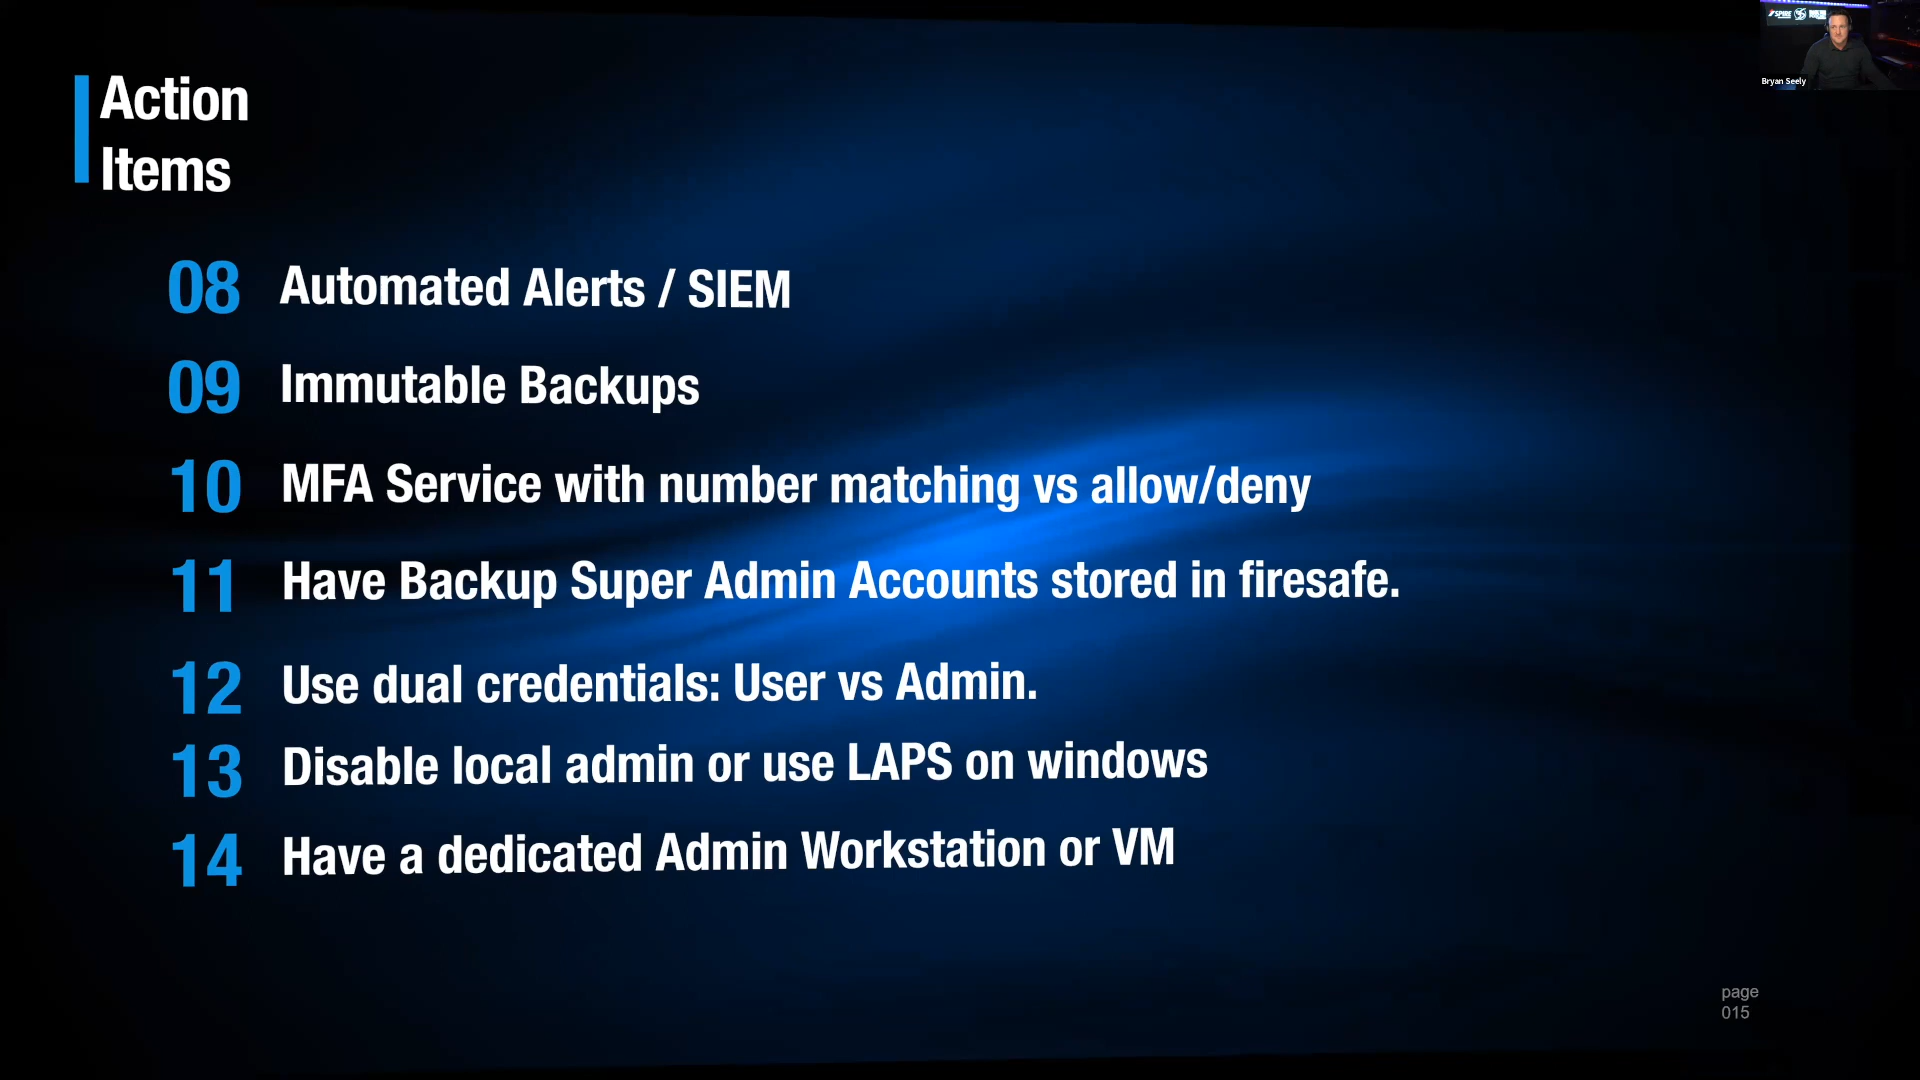 Action
Items
08 Automated Alerts / SIEM
09 Immutable Backups
10 MFA Service with number matching vs allow/deny
11 Have Backup Super Admin Accounts stored in firesafe.
12 Use dual credentials: User vs Admin.
13 Disable local admin or use LAPS on windows
14 Have a dedicated Admin Workstation or VM
page
015
Bryan Seely